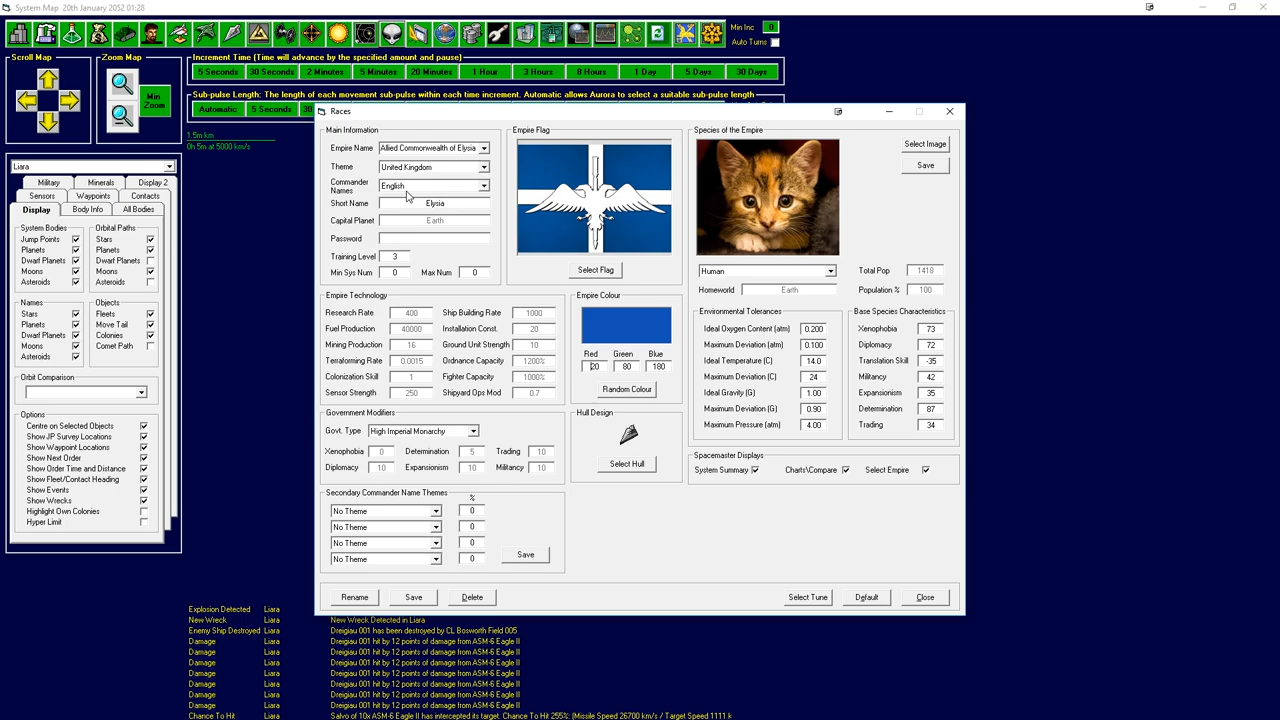 System Map  20th January 2052 01:28
Min Inc 0
Auto Turns
Scroll Map
Zoom Map
Min Zoom
Increment Time (Time will advance by the specified amount and pause)
5 Seconds 30 Seconds 2 Minutes 5 Minutes 20 Minutes 1 Hour 3 Hours 8 Hours 1 Day 5 Days 30 Days
Sub-pulse Length: The length of each movement sub-pulse within each time increment. Automatic allows Aurora to select a suitable sub-pulse length
Automatic 5 Seconds 30
1.5m km
0h 5m at 5000 km/s
Liara
Military Minerals Display 2
Sensors Waypoints Contacts
Display Body Info All Bodies
System Bodies
Jump Points
Planets
Dwarf Planets
Moons
Asteroids
Orbital Paths
Stars
Planets
Dwarf Planets
Moons
Asteroids
Names
Stars
Planets
Dwarf Planets
Moons
Asteroids
Objects
Fleets
Move Tail
Colonies
Comet Path
Orbit Comparison
Options
Centre on Selected Objects
Show JP Survey Locations
Show Waypoint Locations
Show Next Order
Show Order Time and Distance
Show Fleet/Contact Heading
Show Events
Show Wrecks
Highlight Own Colonies
Hyper Limit
Races
Main Information
Empire Name Allied Commonwealth of Elysia
Theme United Kingdom
Commander Names English
Short Name Elysia
Capital Planet Earth
Password
Training Level 3
Min Sys Num 0 Max Num 0
Empire Flag
Select Flag
Species of the Empire
Select Image
Save
Human
Total Pop 1418
Homeworld Earth
Population % 100
Empire Technology
Research Rate 400 Ship Building Rate 1000
Fuel Production 40000 Installation Const. 20
Mining Production 16 Ground Unit Strength 10
Terraforming Rate 0.0015 Ordnance Capacity 1200%
Colonization Skill 1 Fighter Capacity 1000%
Sensor Strength 250 Shipyard Ops Mod 0.7
Empire Colour
Red Green Blue
20 80 180
Random Colour
Environmental Tolerances
Ideal Oxygen Content (atm) 0.200
Maximum Deviation (atm) 0.100
Ideal Temperature (C) 14.0
Maximum Deviation (C) 24
Ideal Gravity (G) 1.00
Maximum Deviation (G) 0.90
Maximum Pressure (atm) 4.00
Base Species Characteristics
Xenophobia 73
Diplomacy 72
Translation Skill -35
Militancy 42
Expansionism 35
Determination 87
Trading 34
Government Modifiers
Govt. Type High Imperial Monarchy
Xenophobia 0 Determination 5 Trading 10
Diplomacy 10 Expansionism 10 Militancy 10
Hull Design
Select Hull
Spacemaster Displays
System Summary Charts\Compare Select Empire
Secondary Commander Name Themes %
No Theme 0
No Theme 0
No Theme 0
No Theme 0
Save
Rename Save Delete Select Tune Default Close
Explosion Detected Liara
New Wreck Liara New Wreck Detected in Liara
Enemy Ship Destroyed Liara Dreigiau 001 has been destroyed by CL Bosworth Field 005
Damage Liara Dreigiau 001 hit by 12 points of damage from ASM-6 Eagle II
Damage Liara Dreigiau 001 hit by 12 points of damage from ASM-6 Eagle II
Damage Liara Dreigiau 001 hit by 12 points of damage from ASM-6 Eagle II
Damage Liara Dreigiau 001 hit by 12 points of damage from ASM-6 Eagle II
Damage Liara Dreigiau 001 hit by 12 points of damage from ASM-6 Eagle II
Damage Liara Dreigiau 001 hit by 12 points of damage from ASM-6 Eagle II
Damage Liara Dreigiau 001 hit by 12 points of damage from ASM-6 Eagle II
Chance To Hit Liara Salvo of 10x ASM-6 Eagle II has intercepted its target. Chance To Hit 255%: (Missile Speed 26700 km/s / Target Speed 1111 k